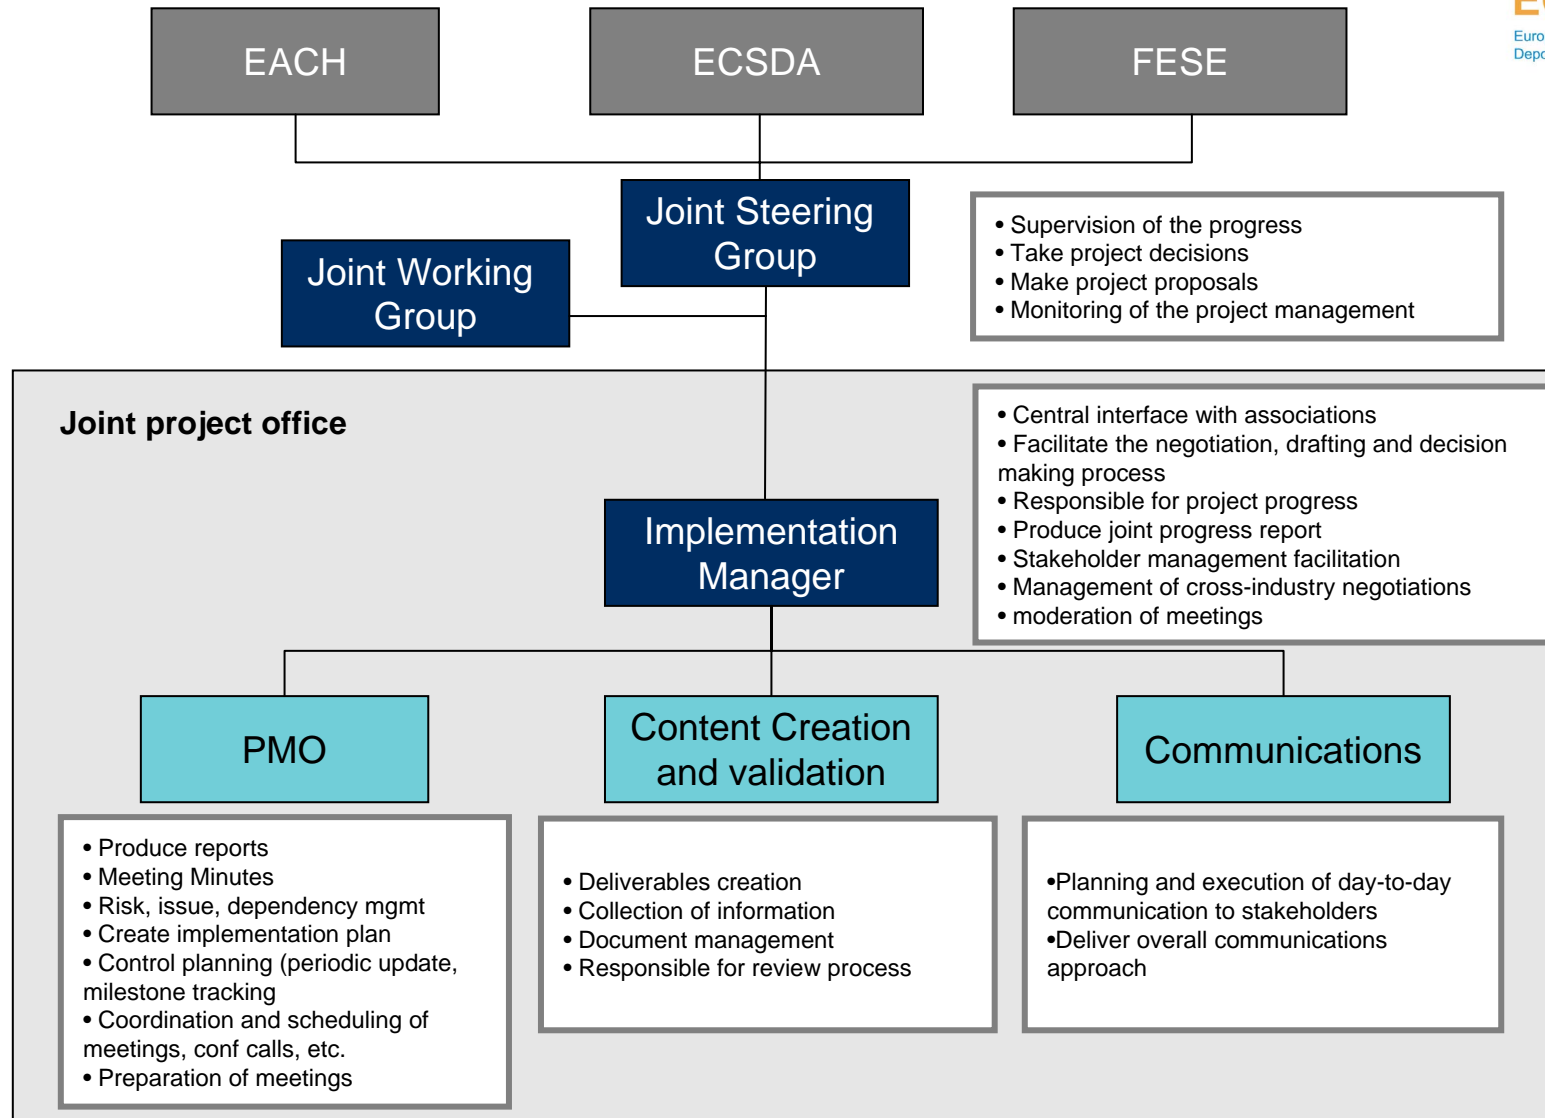 EACH
ECSDA
FESE
Euro
Depo
Joint Steering
Group
Joint Working
Group
• Supervision of the progress
• Take project decisions
• Make project proposals
• Monitoring of the project management
Joint project office
• Central interface with associations
• Facilitate the negotiation, drafting and decision
making process
• Responsible for project progress
• Produce joint progress report
• Stakeholder management facilitation
• Management of cross-industry negotiations
• moderation of meetings
Implementation
Manager
PMO
Content Creation
and validation
Communications
• Produce reports
• Meeting Minutes
• Risk, issue, dependency mgmt
• Create implementation plan
• Control planning (periodic update,
milestone tracking
• Coordination and scheduling of
meetings, conf calls, etc.
• Preparation of meetings
• Deliverables creation
• Collection of information
• Document management
• Responsible for review process
•Planning and execution of day-to-day
communication to stakeholders
•Deliver overall communications
approach